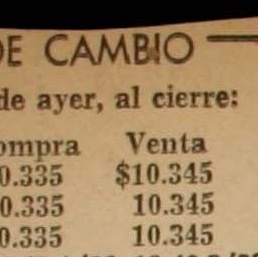 DE CAMBIO
de ayer, al cierre:
ompra Venta
0.335 $10.345
0.335 10.345
0.335 10.345